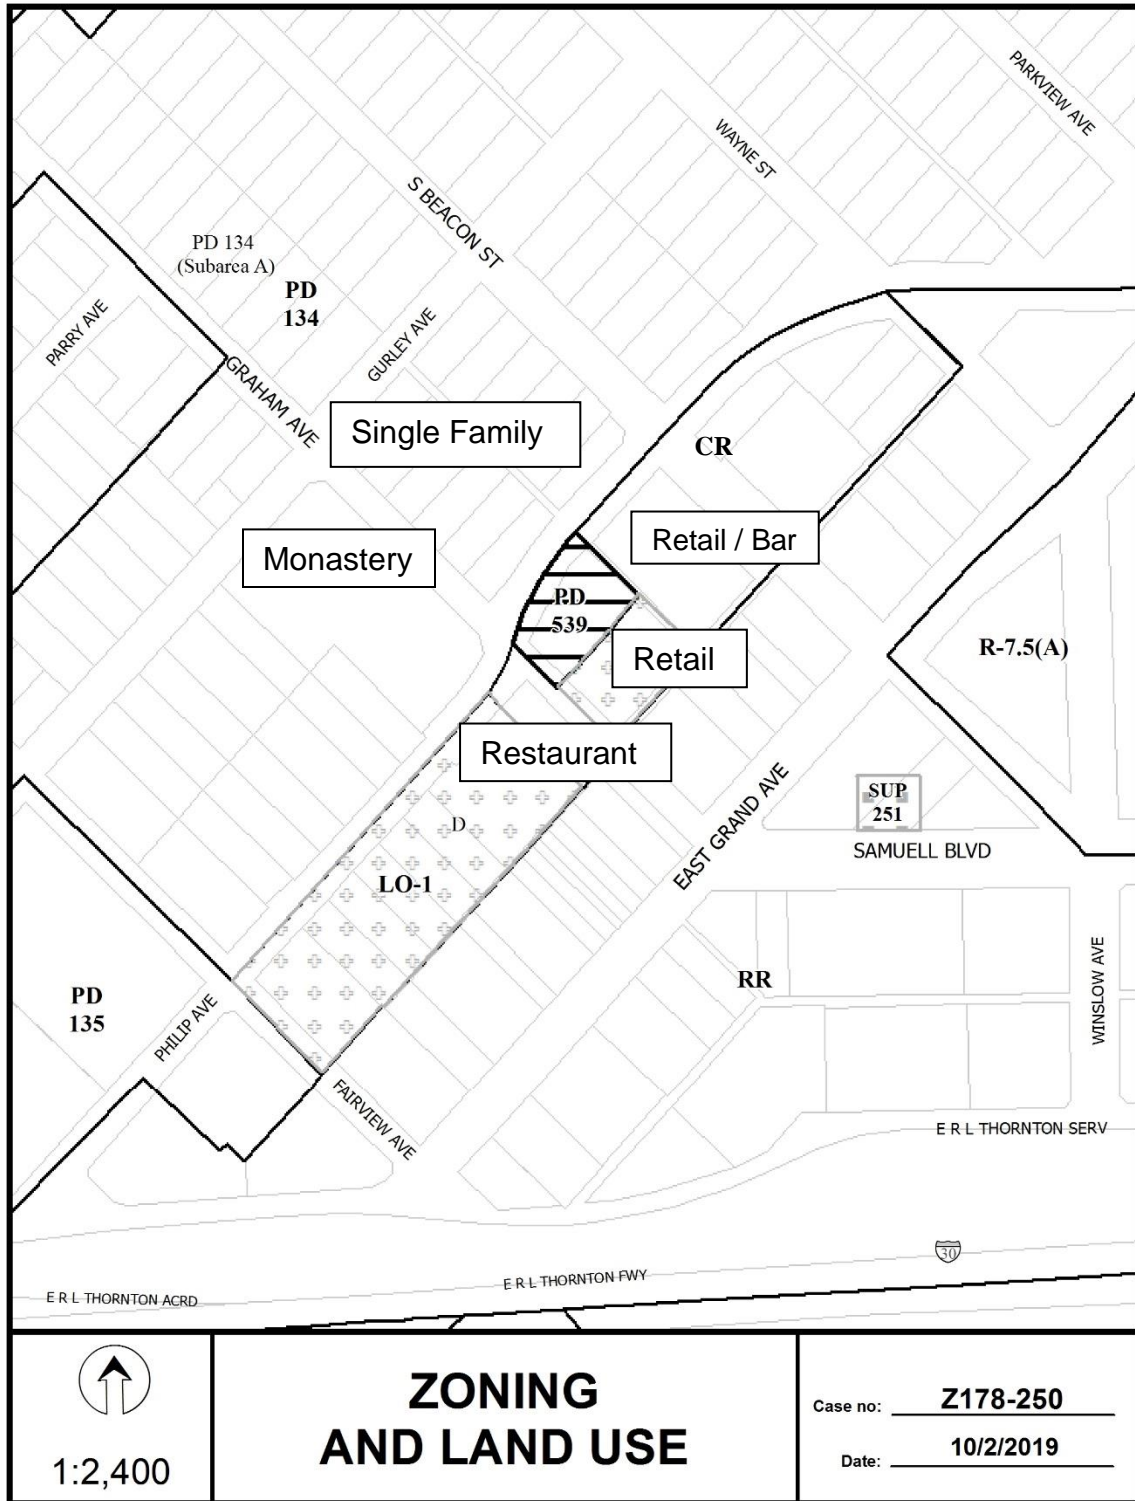 PARKVIEW AVE
WAYNE ST
S BEACON ST
PD 134
(Subarea A)
PD
134
PARRY AVE
GURLEY AVE
GRAHAM AVE
Single Family
CR
Monastery
Retail / Bar
PD
539
Retail
R-7.5(A)
Restaurant
SUP
251
EAST GRAND AVE
D
SAMUELL BLVD
LO-1
PD
135
RR
WINSLOW AVE
PHILIP AVE
FAIRVIEW AVE
E R L THORNTON SERV
30
E R L THORNTON FWY
E R L THORNTON ACRD
1:2,400
ZONING
AND LAND USE
Case no: Z178-250
Date: 10/2/2019